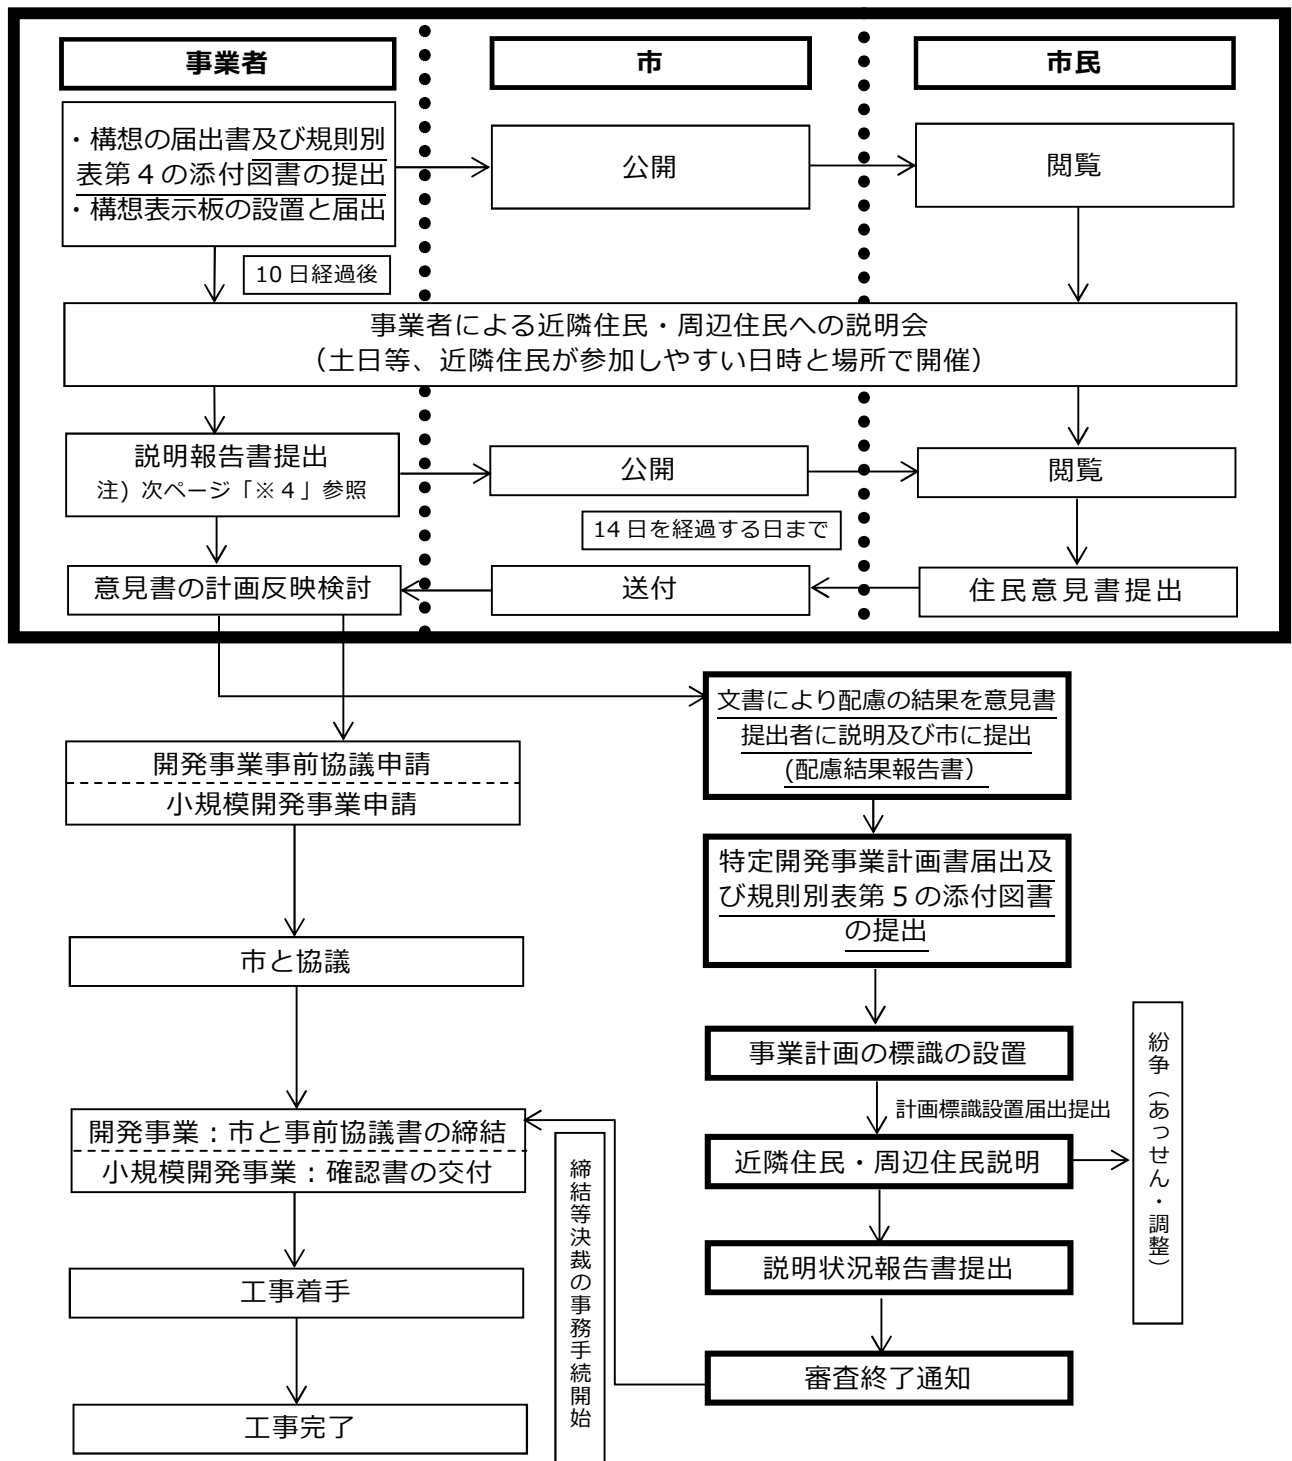 事業者
市
市民
・構想の届出書及び規則別
表第４の添付図書の提出
・構想表示板の設置と届出
公開
閲覧
10 日経過後
事業者による近隣住民・周辺住民への説明会
（土日等、近隣住民が参加しやすい日時と場所で開催）
説明報告書提出
注) 次ページ「※４」参照
公開
閲覧
14 日を経過する日まで
意見書の計画反映検討
送付
住民意見書提出
文書により配慮の結果を意見書
提出者に説明及び市に提出
(配慮結果報告書）
開発事業事前協議申請
小規模開発事業申請
特定開発事業計画書届出及
び規則別表第５の添付図書
の提出
市と協議
事業計画の標識の設置
計画標識設置届出提出
紛争（あっせん・調整）
開発事業：市と事前協議書の締結
小規模開発事業：確認書の交付
締結等決裁の事務手続開始
近隣住民・周辺住民説明
説明状況報告書提出
工事着手
審査終了通知
工事完了